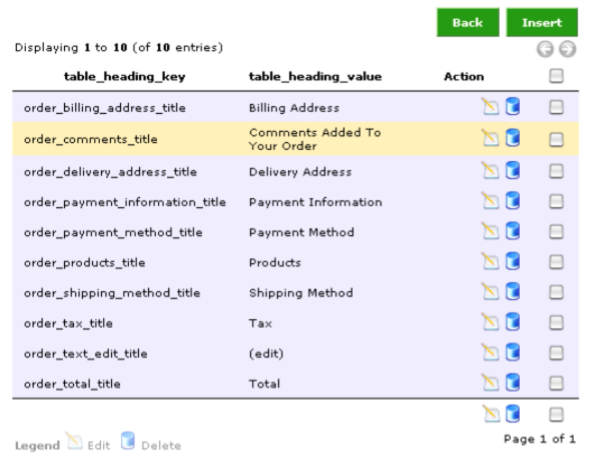 Back Insert
Displaying 1 to 10 (of 10 entries)
table_heading_key table_heading_value Action
order_billing_address_title Billing Address
order_comments_title Comments Added To
Your Order
order_delivery_address_title Delivery Address
order_payment_information_title Payment Information
order_payment_method_title Payment Method
order_products_title Products
order_shipping_method_title Shipping Method
order_tax_title Tax
order_text_edit_title (edit)
order_total_title Total
Legend Edit Delete Page 1 of 1